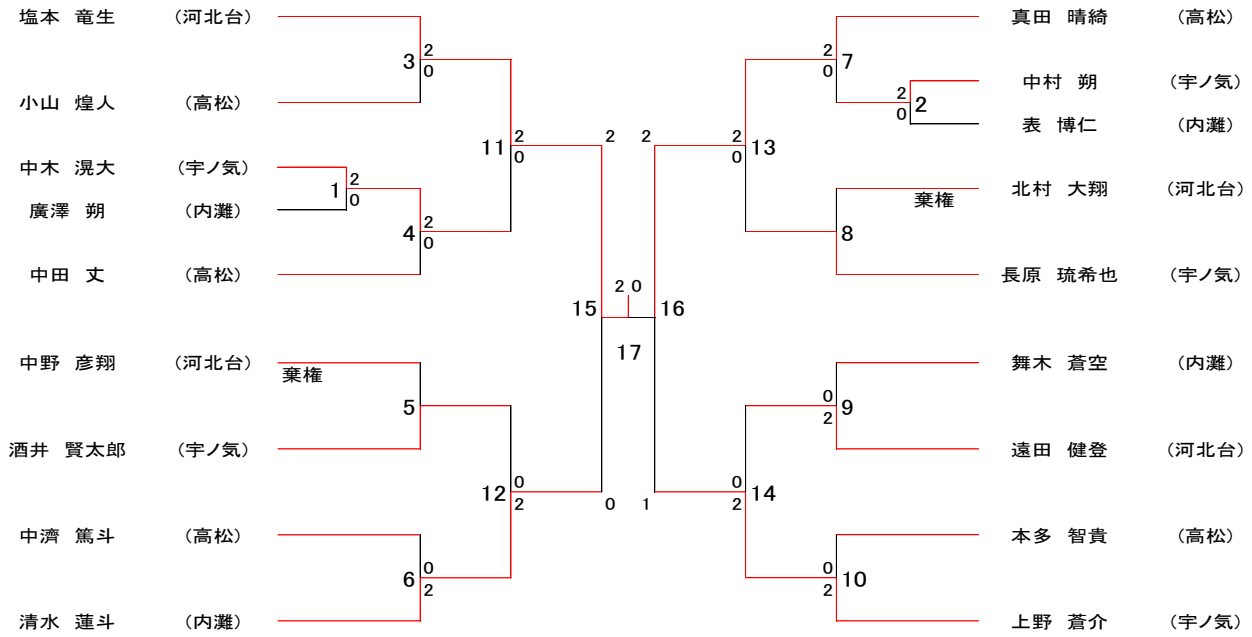 塩本 竜生 (河北台)
真田 晴綺 (高松)
3 2 0
2 0 7
中村 朔 (宇ノ気)
小山 煌人 (高松)
2 0 2
表 博仁 (内灘)
11 2 0 2
2 2 0 13
中木 滉大 (宇ノ気)
1 2 0
北村 大翔 (河北台)
棄権
廣澤 朔 (内灘)
4 2 0
8
中田 丈 (高松)
長原 琉希也 (宇ノ気)
15 2 0 16
17
中野 彦翔 (河北台)
棄権
舞木 蒼空 (内灘)
5
0 2 9
酒井 賢太郎 (宇ノ気)
遠田 健登 (河北台)
12 0 2 0
1 0 2 14
中濟 篤斗 (高松)
本多 智貴 (高松)
6 0 2
0 2 10
清水 蓮斗 (内灘)
上野 蒼介 (宇ノ気)